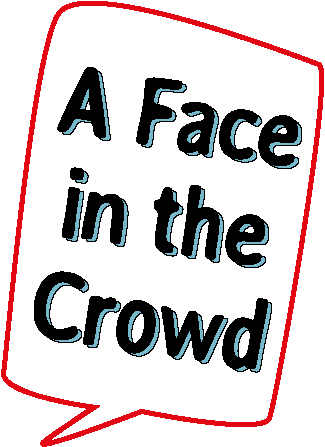 A Face
in the
Crowd